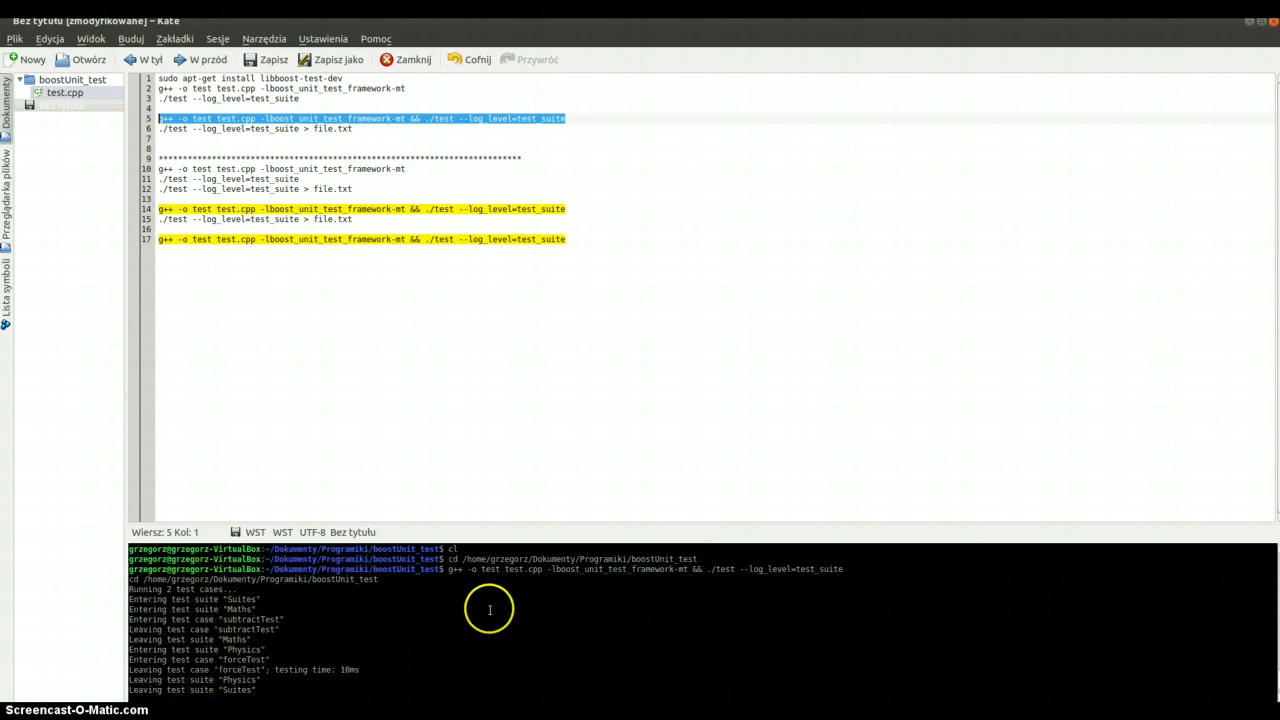 Bez tytułu [zmodyfikowane] – Kate
Plik Edycja Widok Buduj Zakładki Sesje Narzędzia Ustawienia Pomoc
Nowy Otwórz W tył W przód Zapisz Zapisz jako Zamknij Cofnij Przywróć
Dokumenty
Przeglądarka plików
Lista symboli
boostUnit_test
test.cpp
Bez tytułu
1 sudo apt-get install libboost-test-dev
2 g++ -o test test.cpp -lboost_unit_test_framework-mt
3 ./test --log_level=test_suite
4
5 g++ -o test test.cpp -lboost_unit_test_framework-mt && ./test --log_level=test_suite
6 ./test --log_level=test_suite > file.txt
7
8
9 ***************************************************************************
10 g++ -o test test.cpp -lboost_unit_test_framework-mt
11 ./test --log_level=test_suite
12 ./test --log_level=test_suite > file.txt
13
14 g++ -o test test.cpp -lboost_unit_test_framework-mt && ./test --log_level=test_suite
15 ./test --log_level=test_suite > file.txt
16
17 g++ -o test test.cpp -lboost_unit_test_framework-mt && ./test --log_level=test_suite
Wiersz: 5 Kol: 1 WST WST UTF-8 Bez tytułu
grzegorz@grzegorz-VirtualBox:~/Dokumenty/Programiki/boostUnit_test$ cl
grzegorz@grzegorz-VirtualBox:~/Dokumenty/Programiki/boostUnit_test$ cd /home/grzegorz/Dokumenty/Programiki/boostUnit_test
grzegorz@grzegorz-VirtualBox:~/Dokumenty/Programiki/boostUnit_test$ g++ -o test test.cpp -lboost_unit_test_framework-mt && ./test --log_level=test_suite
cd /home/grzegorz/Dokumenty/Programiki/boostUnit_test
Running 2 test cases...
Entering test suite "Suites"
Entering test suite "Maths"
Entering test case "subtractTest"
Leaving test case "subtractTest"
Leaving test suite "Maths"
Entering test suite "Physics"
Entering test case "forceTest"
Leaving test case "forceTest"; testing time: 10ms
Leaving test suite "Physics"
Leaving test suite "Suites"
Screencast-O-Matic.com